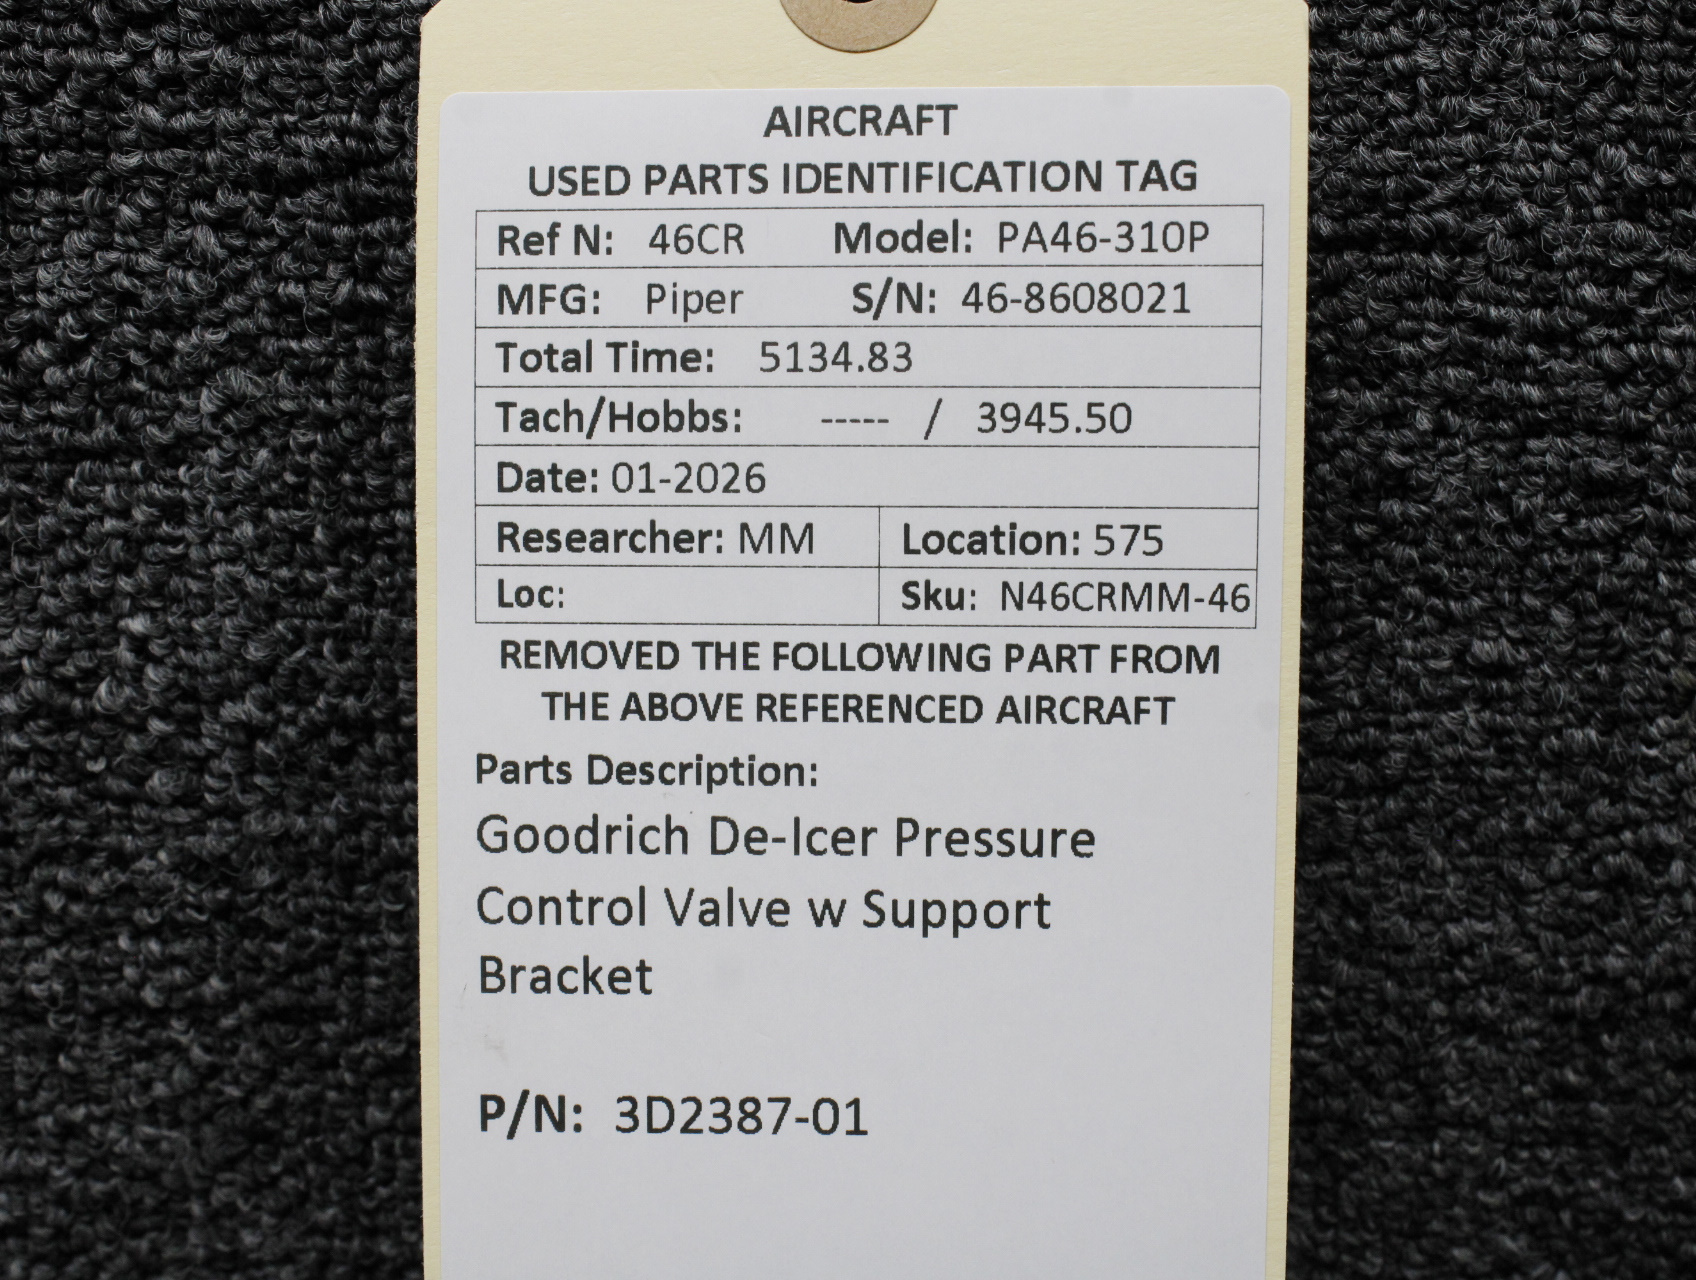 AIRCRAFT
USED PARTS IDENTIFICATION TAG
Ref N: 46CR Model: PA46-310P
MFG: Piper S/N: 46-8608021
Total Time: 5134.83
Tach/Hobbs: ----- / 3945.50
Date: 01-2026
Researcher: MM Location: 575
Loc: Sku: N46CRMM-46
REMOVED THE FOLLOWING PART FROM
THE ABOVE REFERENCED AIRCRAFT
Parts Description:
Goodrich De-Icer Pressure
Control Valve w Support
Bracket
P/N: 3D2387-01